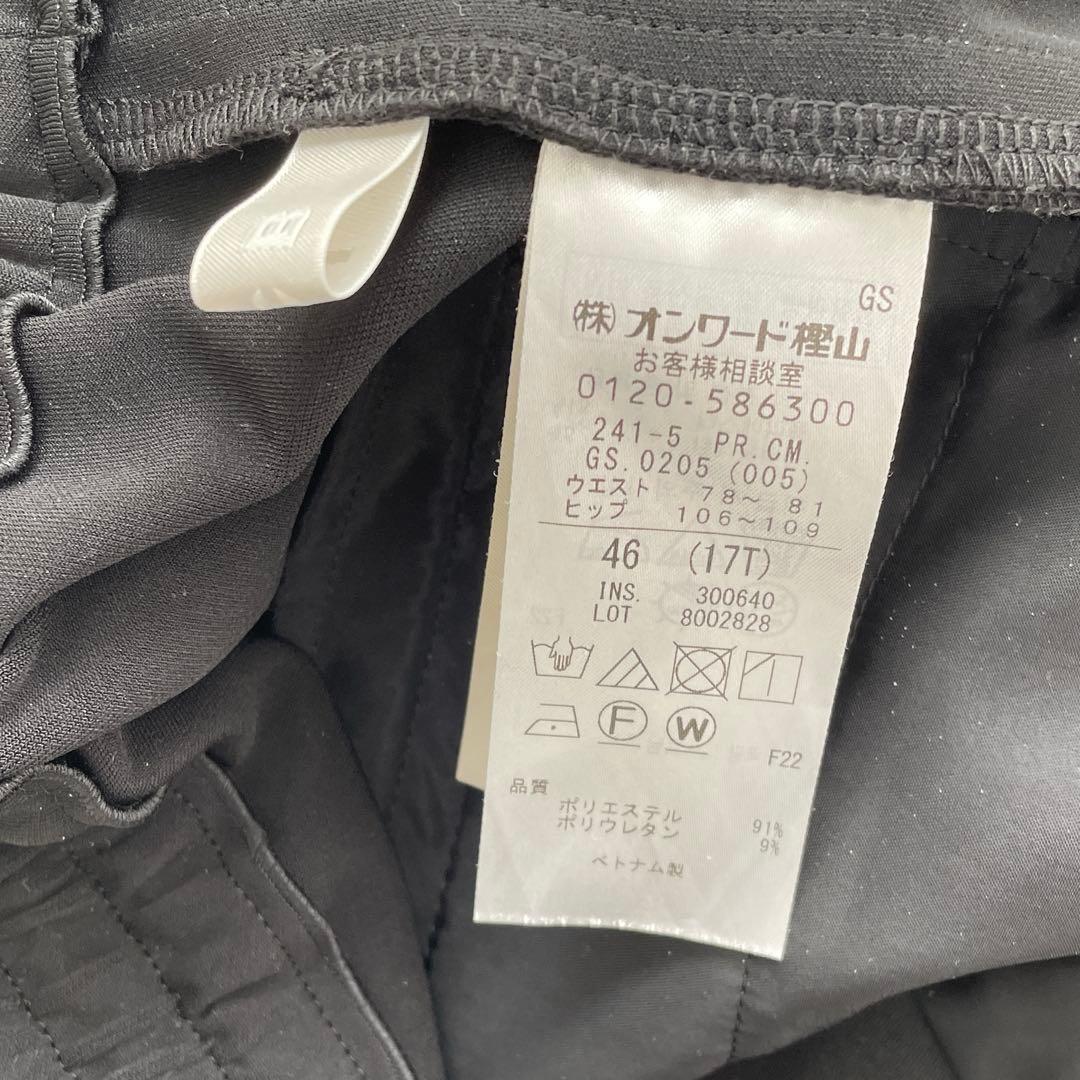 GS
㈱オンワード樫山
お客様相談室
0120-586300
241-5 PR.CM.
GS.0205 (005)
ウエスト 78～ 81
ヒップ 106～109
46 (17T)
INS. 300640
LOT 8002828
F W
F22
品質
ポリエステル 91%
ポリウレタン 9%
ベトナム製